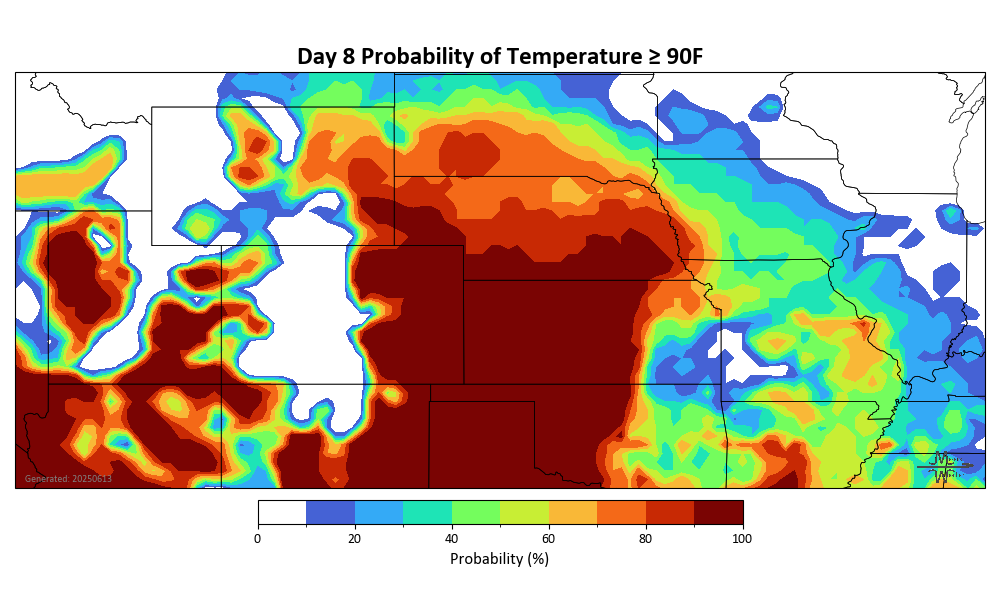 Day 8 Probability of Temperature ≥ 90F
Generated: 20250613
0 20 40 60 80 100
Probability (%)